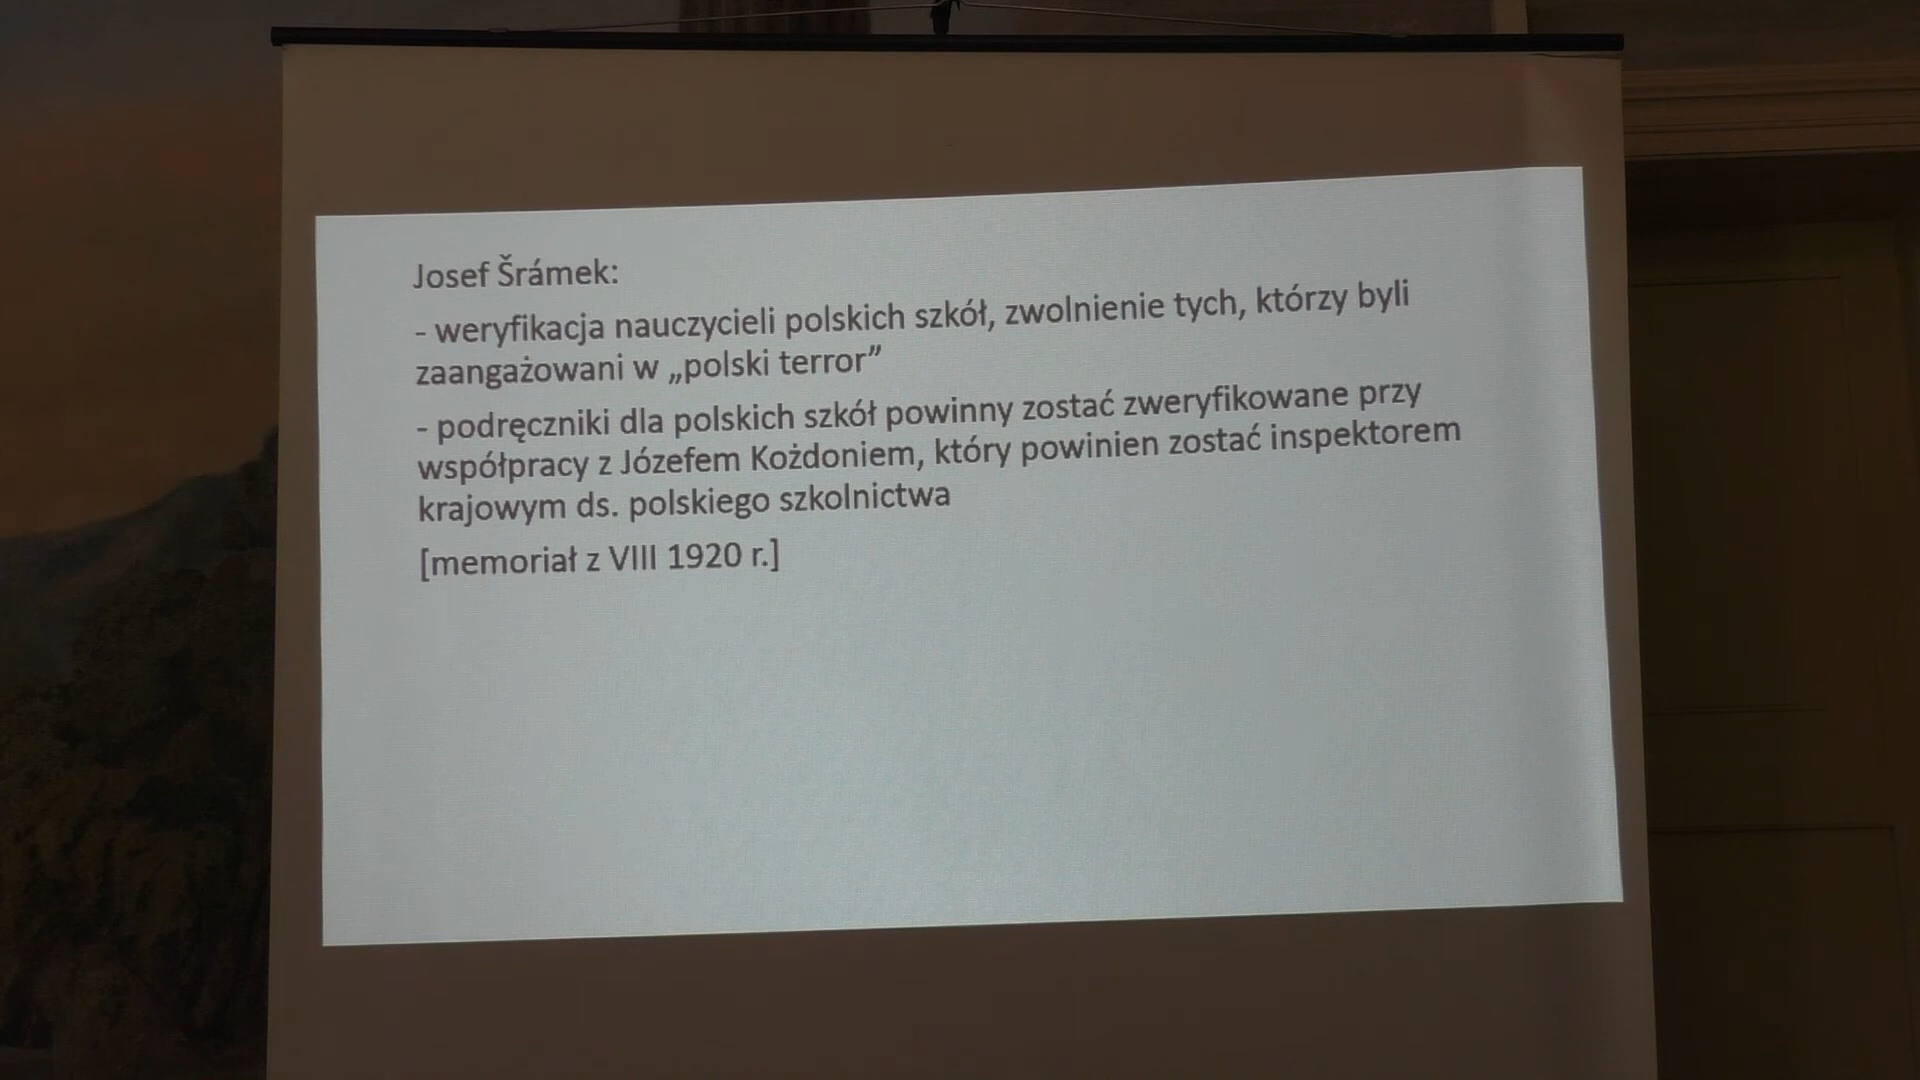 Josef Šrámek:
- weryfikacja nauczycieli polskich szkół, zwolnienie tych, którzy byli
zaangażowani w „polski terror”
- podręczniki dla polskich szkół powinny zostać zweryfikowane przy
współpracy z Józefem Kożdoniem, który powinien zostać inspektorem
krajowym ds. polskiego szkolnictwa
[memoriał z VIII 1920 r.]